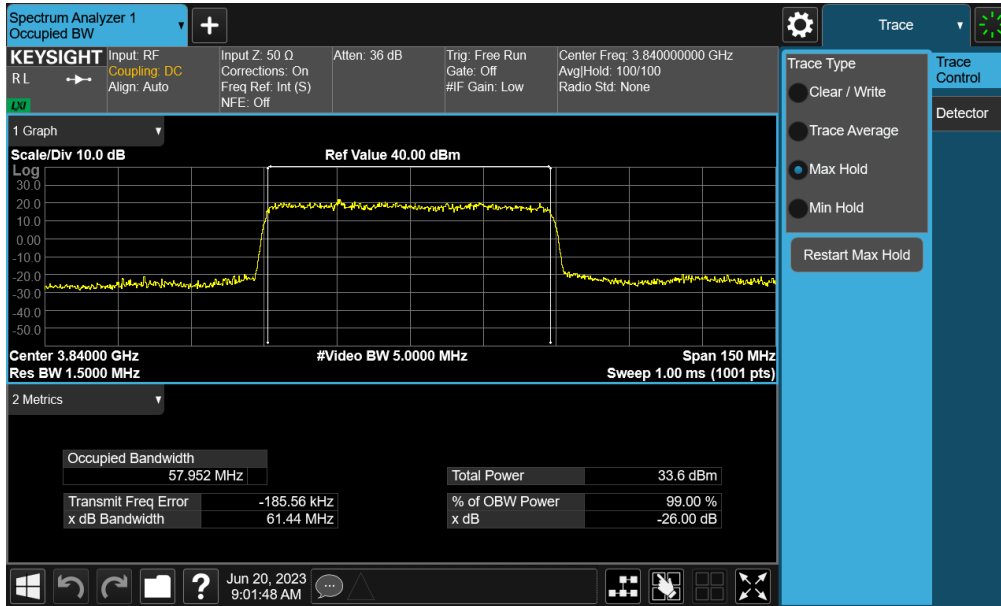 Spectrum Analyzer 1
Occupied BW
+
Trace
KEYSIGHT
R L
LXI
Input: RF
Coupling: DC
Align: Auto
Input Z: 50 Ω
Corrections: On
Freq Ref: Int (S)
NFE: Off
Atten: 36 dB
Trig: Free Run
Gate: Off
#IF Gain: Low
Center Freq: 3.840000000 GHz
Avg|Hold: 100/100
Radio Std: None
Trace Type
Clear / Write
Trace Average
Max Hold
Min Hold
Restart Max Hold
Trace
Control
Detector
1 Graph
Scale/Div 10.0 dB
Ref Value 40.00 dBm
Log
30.0
20.0
10.0
0.00
-10.0
-20.0
-30.0
-40.0
-50.0
Center 3.84000 GHz
#Video BW 5.0000 MHz
Span 150 MHz
Res BW 1.5000 MHz
Sweep 1.00 ms (1001 pts)
2 Metrics
Occupied Bandwidth
57.952 MHz
Total Power 33.6 dBm
Transmit Freq Error -185.56 kHz
% of OBW Power 99.00 %
x dB Bandwidth 61.44 MHz
x dB -26.00 dB
?
Jun 20, 2023
9:01:48 AM